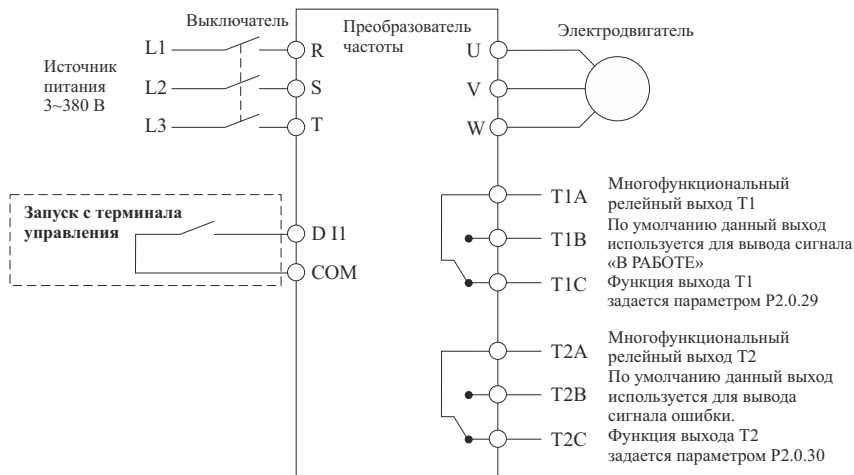 Выключатель
Преобразователь
частоты
Электродвигатель
L1
R
U
Источник
питания
3~380 В
L2
S
V
L3
T
W
Запуск с терминала
управления
D I1
COM
T1A
Многофункциональный
релейный выход T1
T1B
По умолчанию данный выход
используется для вывода сигнала
«В РАБОТЕ»
T1C
Функция выхода T1
задается параметром P2.0.29
T2A
Многофункциональный
релейный выход T2
T2B
По умолчанию данный выход
используется для вывода
сигнала ошибки.
T2C
Функция выхода T2
задается параметром P2.0.30